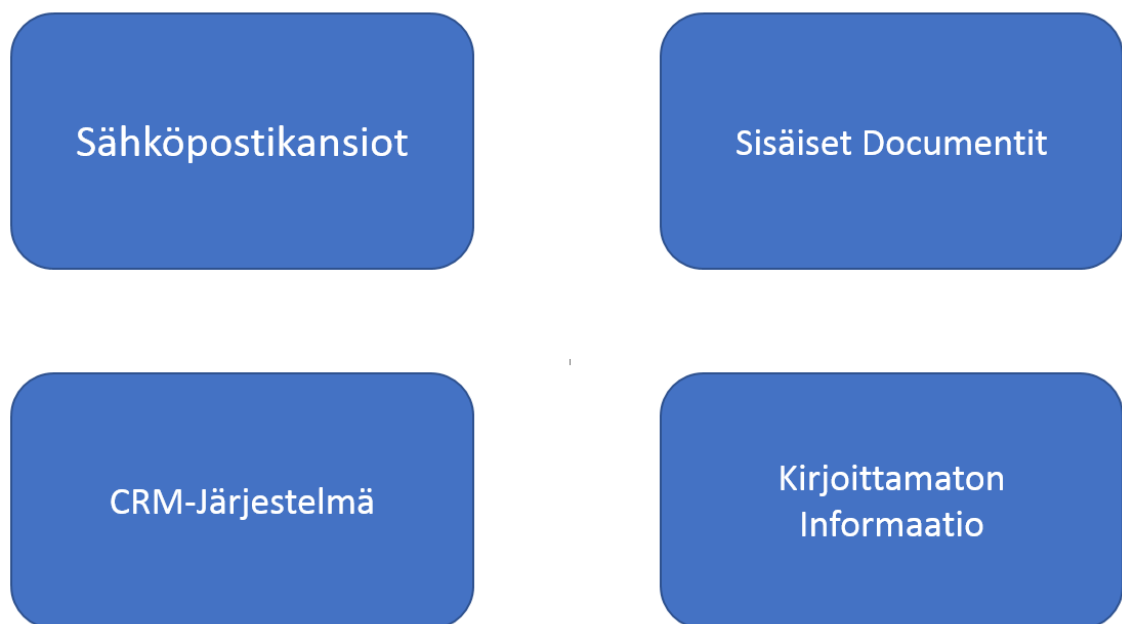 Sähköpostikansiot
Sisäiset Documentit
CRM-Järjestelmä
Kirjoittamaton
Informaatio